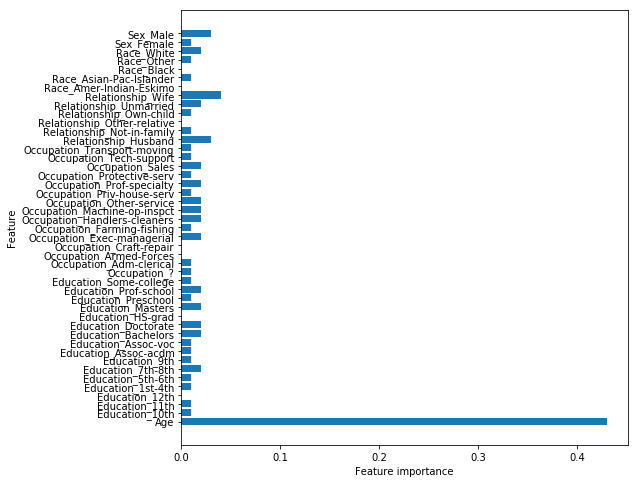 Sex_Male
Sex_Female
Race_White
Race_Other
Race_Black
Race_Asian-Pac-Islander
Race_Amer-Indian-Eskimo
Relationship_Wife
Relationship_Unmarried
Relationship_Own-child
Relationship_Other-relative
Relationship_Not-in-family
Relationship_Husband
Occupation_Transport-moving
Occupation_Tech-support
Occupation_Sales
Occupation_Protective-serv
Occupation_Prof-specialty
Occupation_Priv-house-serv
Occupation_Other-service
Occupation_Machine-op-inspct
Occupation_Handlers-cleaners
Occupation_Farming-fishing
Occupation_Exec-managerial
Occupation_Craft-repair
Occupation_Armed-Forces
Occupation_Adm-clerical
Occupation_?
Education_Some-college
Education_Prof-school
Education_Preschool
Education_Masters
Education_HS-grad
Education_Doctorate
Education_Bachelors
Education_Assoc-voc
Education_Assoc-acdm
Education_9th
Education_7th-8th
Education_5th-6th
Education_1st-4th
Education_12th
Education_11th
Education_10th
Age
Feature
0.0 0.1 0.2 0.3 0.4
Feature importance